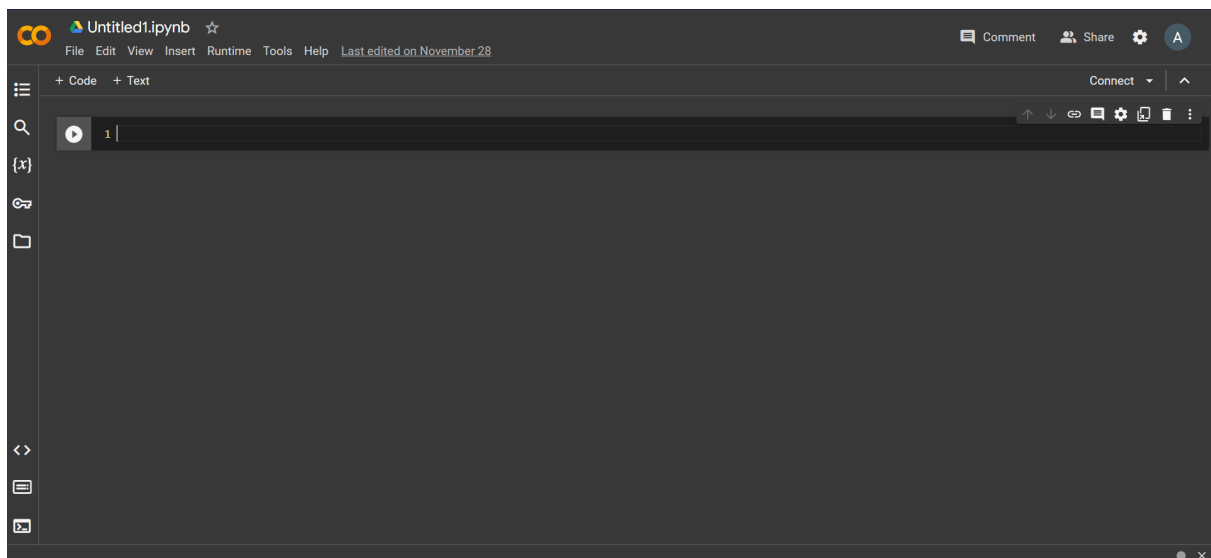 Untitled1.ipynb
File Edit View Insert Runtime Tools Help Last edited on November 28
Comment Share A
+ Code + Text Connect
1
{x}